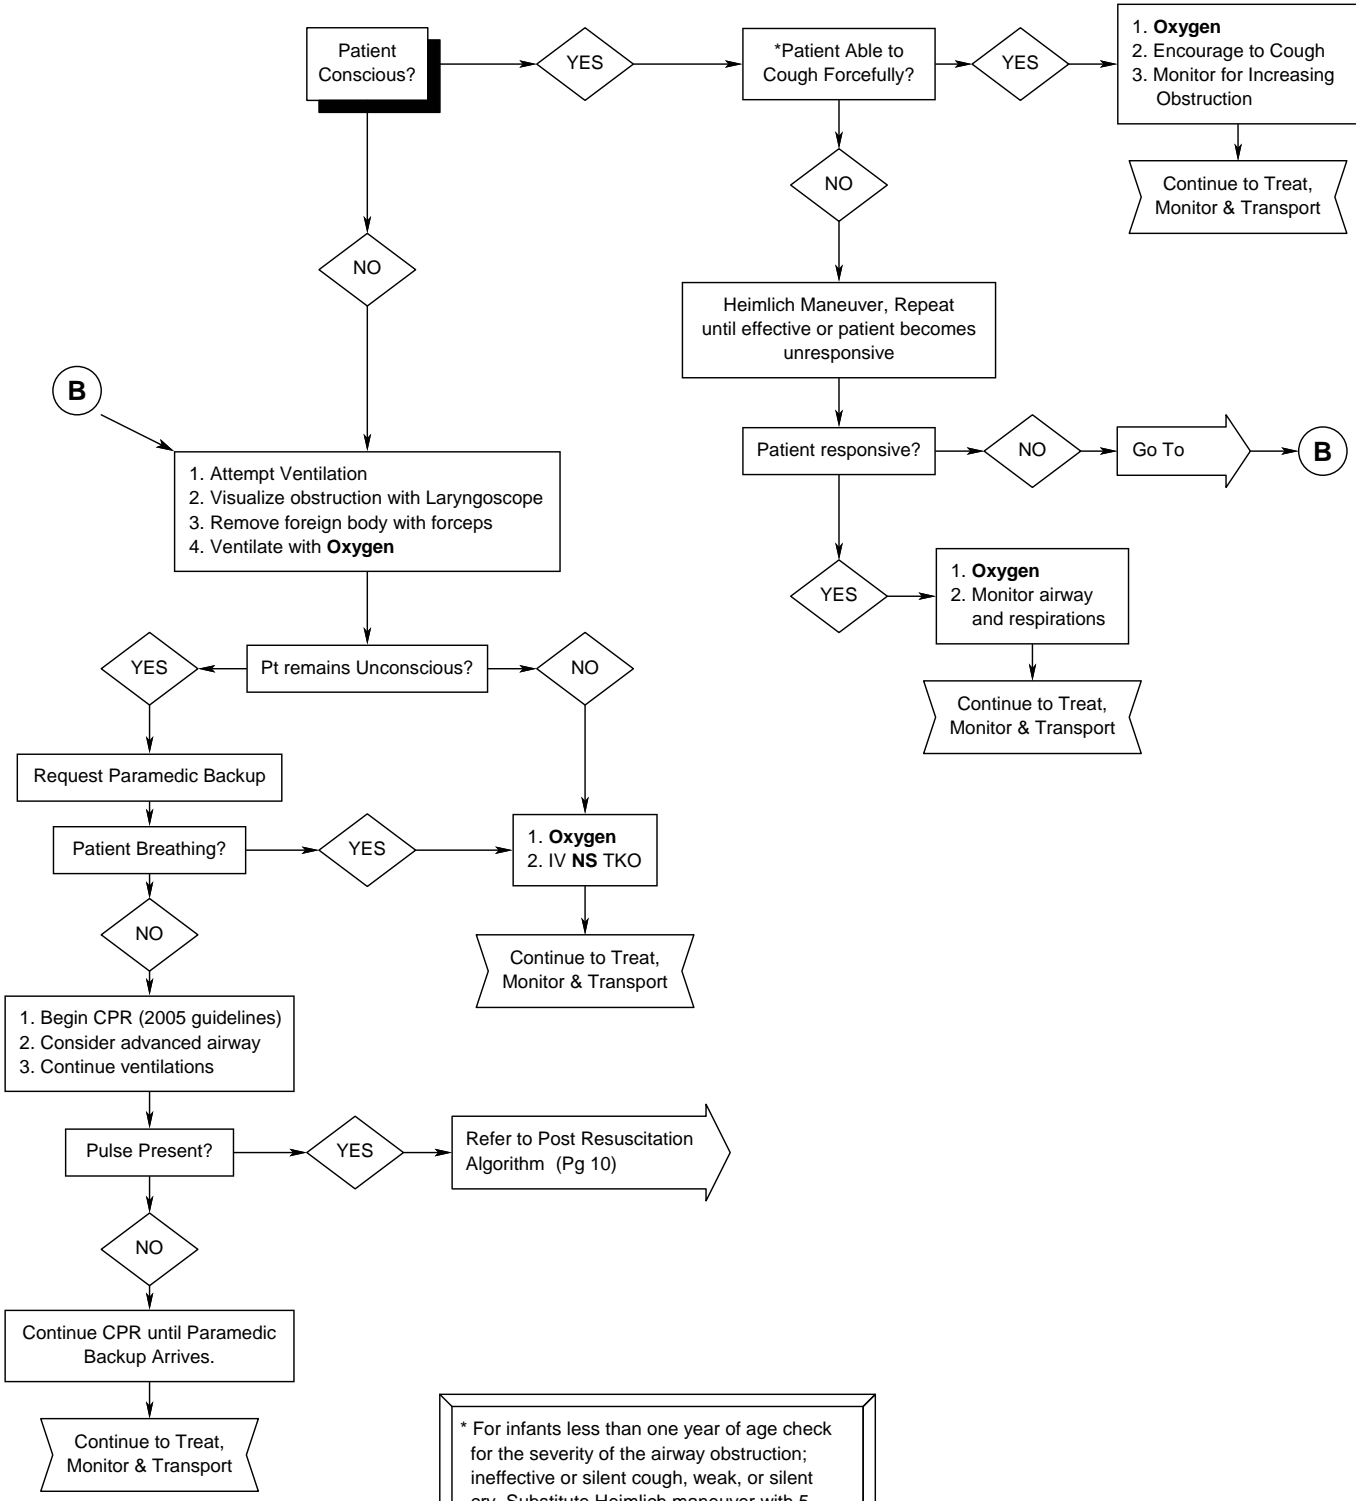 Patient
Conscious?
YES
*Patient Able to
Cough Forcefully?
YES
1. Oxygen
2. Encourage to Cough
3. Monitor for Increasing
Obstruction
Continue to Treat,
Monitor & Transport
NO
NO
Heimlich Maneuver, Repeat
until effective or patient becomes
unresponsive
B
Patient responsive?
NO
Go To
B
1. Attempt Ventilation
2. Visualize obstruction with Laryngoscope
3. Remove foreign body with forceps
4. Ventilate with Oxygen
YES
1. Oxygen
2. Monitor airway
and respirations
Continue to Treat,
Monitor & Transport
YES
Pt remains Unconscious?
NO
Request Paramedic Backup
Patient Breathing?
YES
1. Oxygen
2. IV NS TKO
Continue to Treat,
Monitor & Transport
NO
1. Begin CPR (2005 guidelines)
2. Consider advanced airway
3. Continue ventilations
Pulse Present?
YES
Refer to Post Resuscitation
Algorithm (Pg 10)
NO
Continue CPR until Paramedic
Backup Arrives.
Continue to Treat,
Monitor & Transport
* For infants less than one year of age check
for the severity of the airway obstruction;
ineffective or silent cough, weak, or silent
cry. Substitute Heimlich maneuver with 5